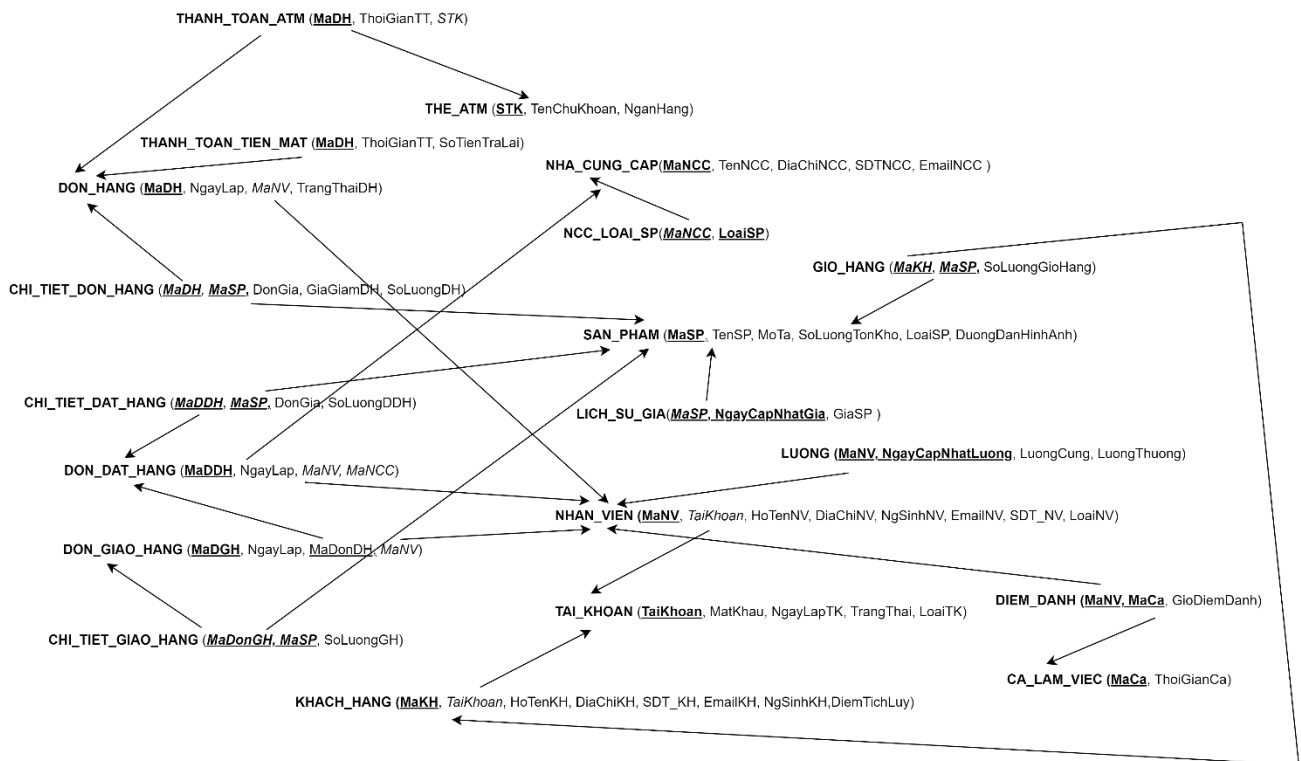 THANH_TOAN_ATM (MaDH, ThoiGianTT, STK)
THE_ATM (STK, TenChuKhoan, NganHang)
THANH_TOAN_TIEN_MAT (MaDH, ThoiGianTT, SoTienTraLai)
NHA_CUNG_CAP(MaNCC, TenNCC, DiaChiNCC, SDTNCC, EmailNCC )
DON_HANG (MaDH, NgayLap, MaNV, TrangThaiDH)
NCC_LOAI_SP(MaNCC, LoaiSP)
GIO_HANG (MaKH, MaSP, SoLuongGioHang)
CHI_TIET_DON_HANG (MaDH, MaSP, DonGia, GiaGiamDH, SoLuongDH)
SAN_PHAM (MaSP, TenSP, MoTa, SoLuongTonKho, LoaiSP, DuongDanHinhAnh)
CHI_TIET_DAT_HANG (MaDDH, MaSP, DonGia, SoLuongDDH)
LICH_SU_GIA(MaSP, NgayCapNhatGia, GiaSP )
LUONG (MaNV, NgayCapNhatLuong, LuongCung, LuongThuong)
DON_DAT_HANG (MaDDH, NgayLap, MaNV, MaNCC)
NHAN_VIEN (MaNV, TaiKhoan, HoTenNV, DiaChiNV, NgSinhNV, EmailNV, SDT_NV, LoaiNV)
DON_GIAO_HANG (MaDGH, NgayLap, MaDonDH, MaNV)
DIEM_DANH (MaNV, MaCa, GioDiemDanh)
TAI_KHOAN (TaiKhoan, MatKhau, NgayLapTK, TrangThai, LoaiTK)
CHI_TIET_GIAO_HANG (MaDonGH, MaSP, SoLuongGH)
CA_LAM_VIEC (MaCa, ThoiGianCa)
KHACH_HANG (MaKH, TaiKhoan, HoTenKH, DiaChiKH, SDT_KH, EmailKH, NgSinhKH,DiemTichLuy)